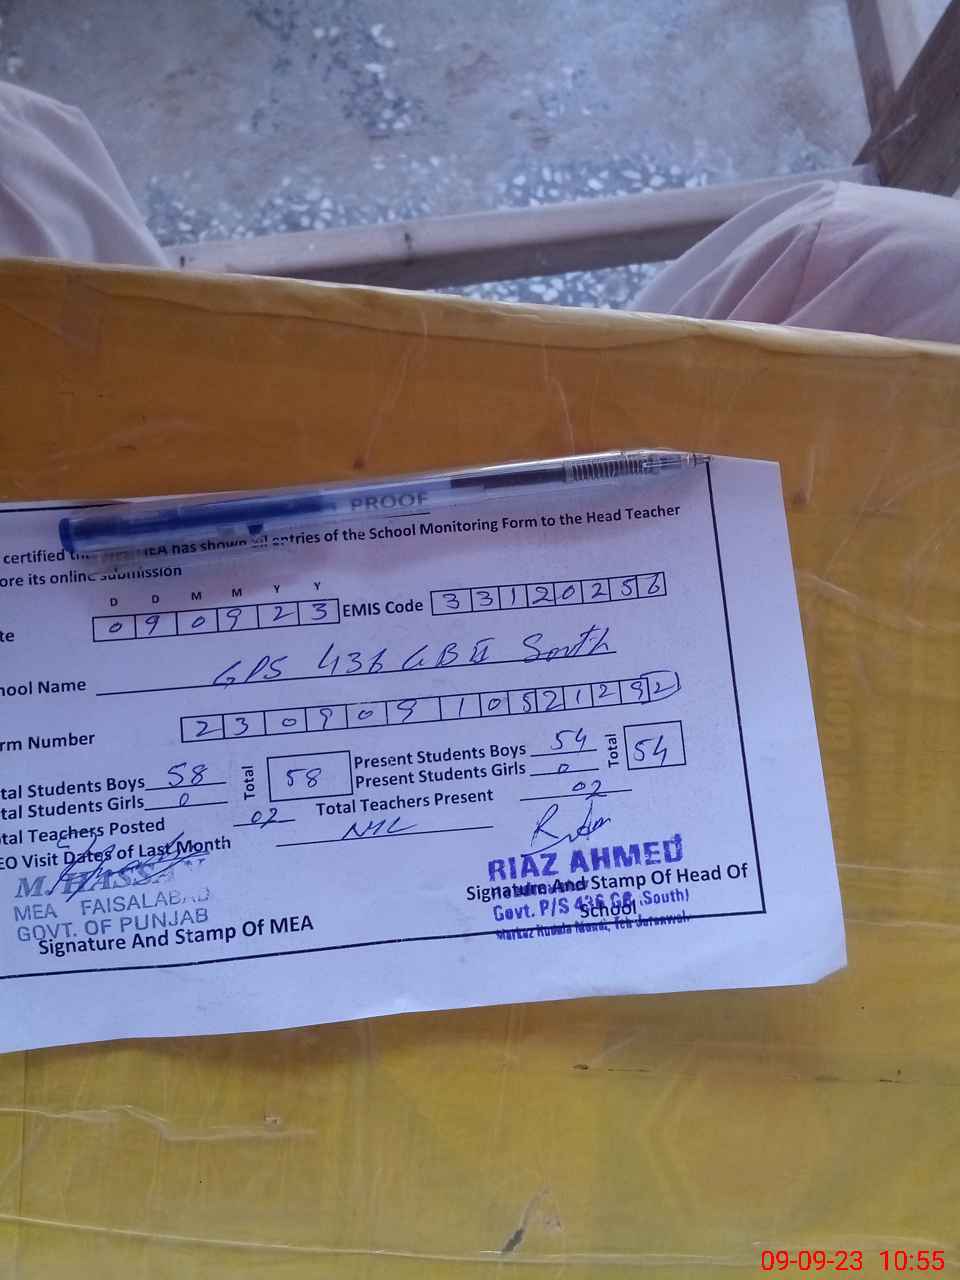 PROOF
certified th MEA has shown all entries of the School Monitoring Form to the Head Teacher
ore its online submission
D D M M Y Y
te 0 9 0 9 2 3 EMIS Code 3 3 1 2 0 2 5 6
hool Name GPS 436 GB II South
rm Number 2 3 0 9 0 9 1 0 5 2 1 2 9 2
tal Students Boys 58 Total 58 Present Students Boys 54 Total 54
tal Students Girls 0 Present Students Girls 0
tal Teachers Posted 02 Total Teachers Present 02
EO Visit Dates of Last Month NIL
M. HASSAN
MEA FAISALABAD
GOVT. OF PUNJAB
Signature And Stamp Of MEA
RIAZ AHMED
Signature And Stamp Of Head Of
School
Govt. P/S 436 GB (South)
09-09-23 10:55